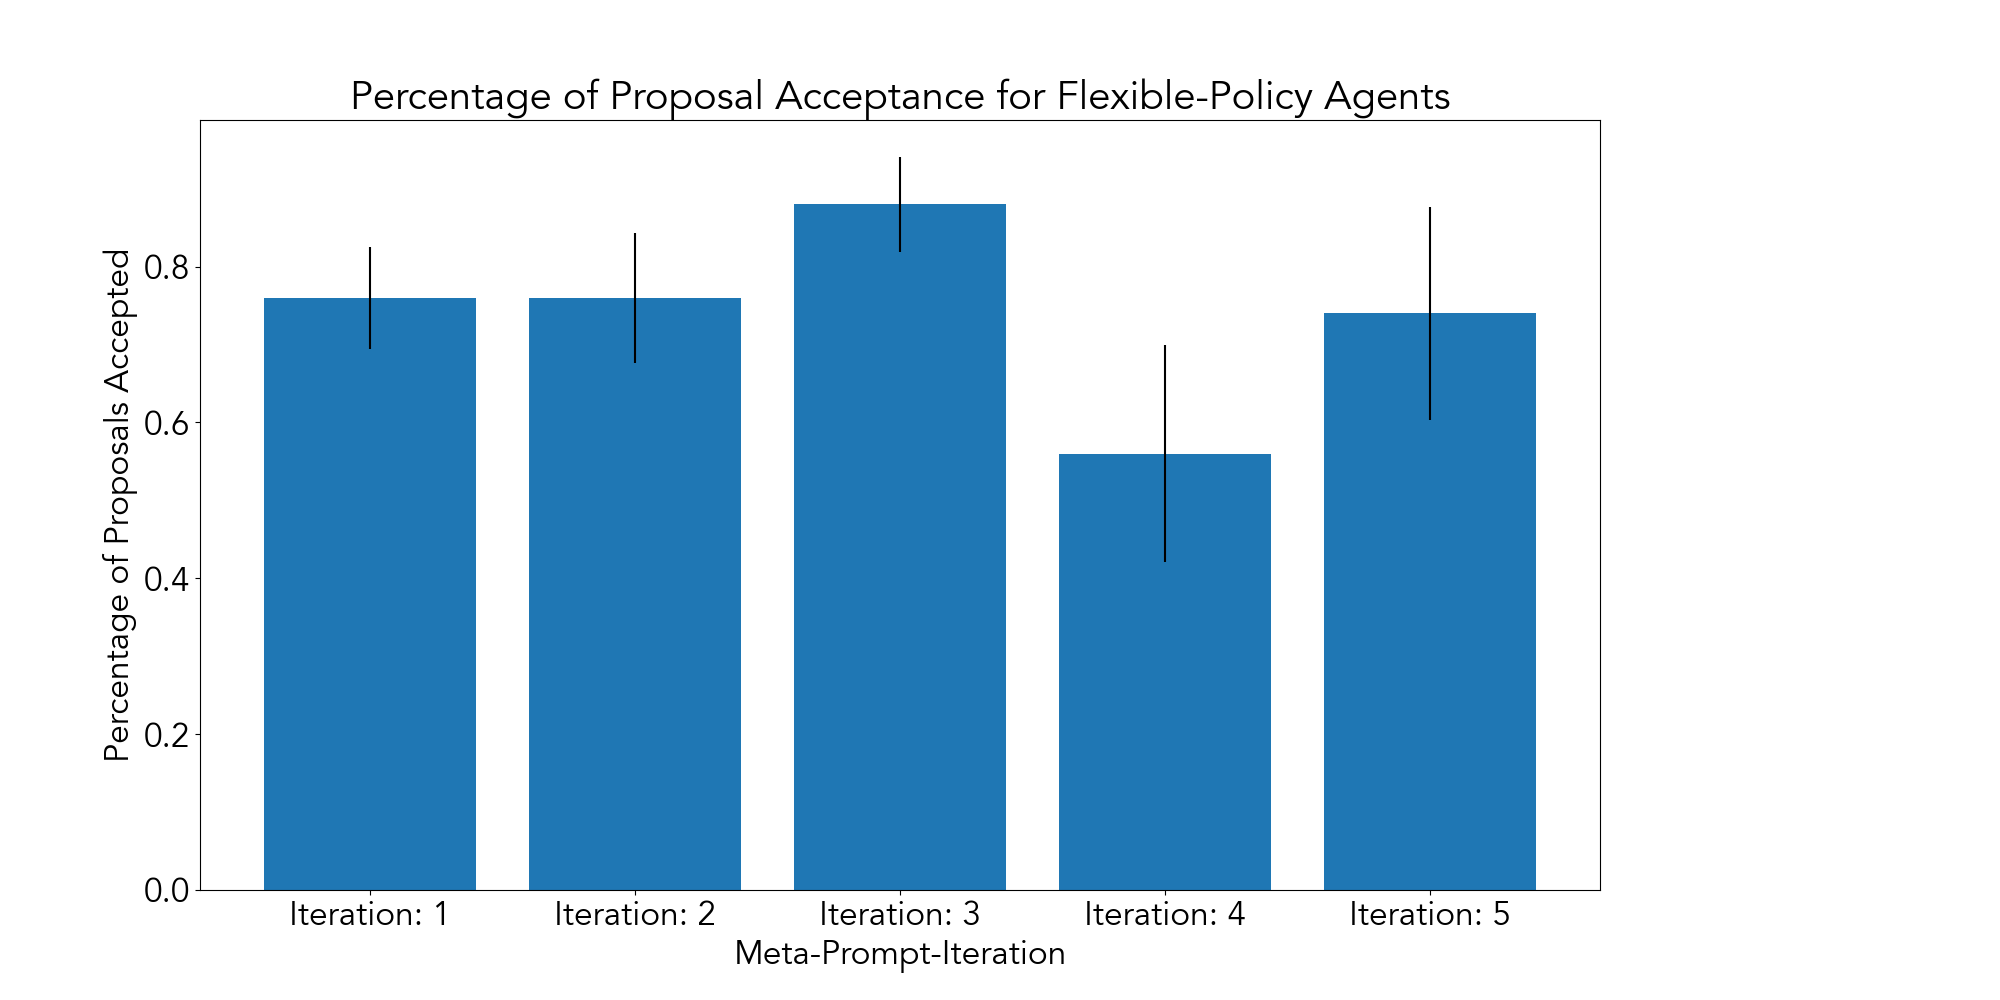 Percentage of Proposal Acceptance for Flexible-Policy Agents
Percentage of Proposals Accepted
0.8
0.6
0.4
0.2
0.0
Iteration: 1
Iteration: 2
Iteration: 3
Iteration: 4
Iteration: 5
Meta-Prompt-Iteration